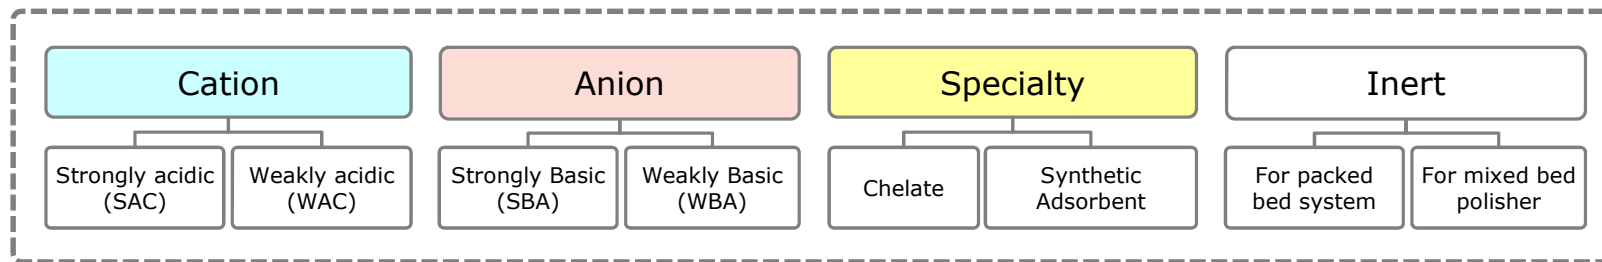 Cation
Anion
Specialty
Inert
Strongly acidic
(SAC)
Weakly acidic
(WAC)
Strongly Basic
(SBA)
Weakly Basic
(WBA)
Chelate
Synthetic
Adsorbent
For packed
bed system
For mixed bed
polisher